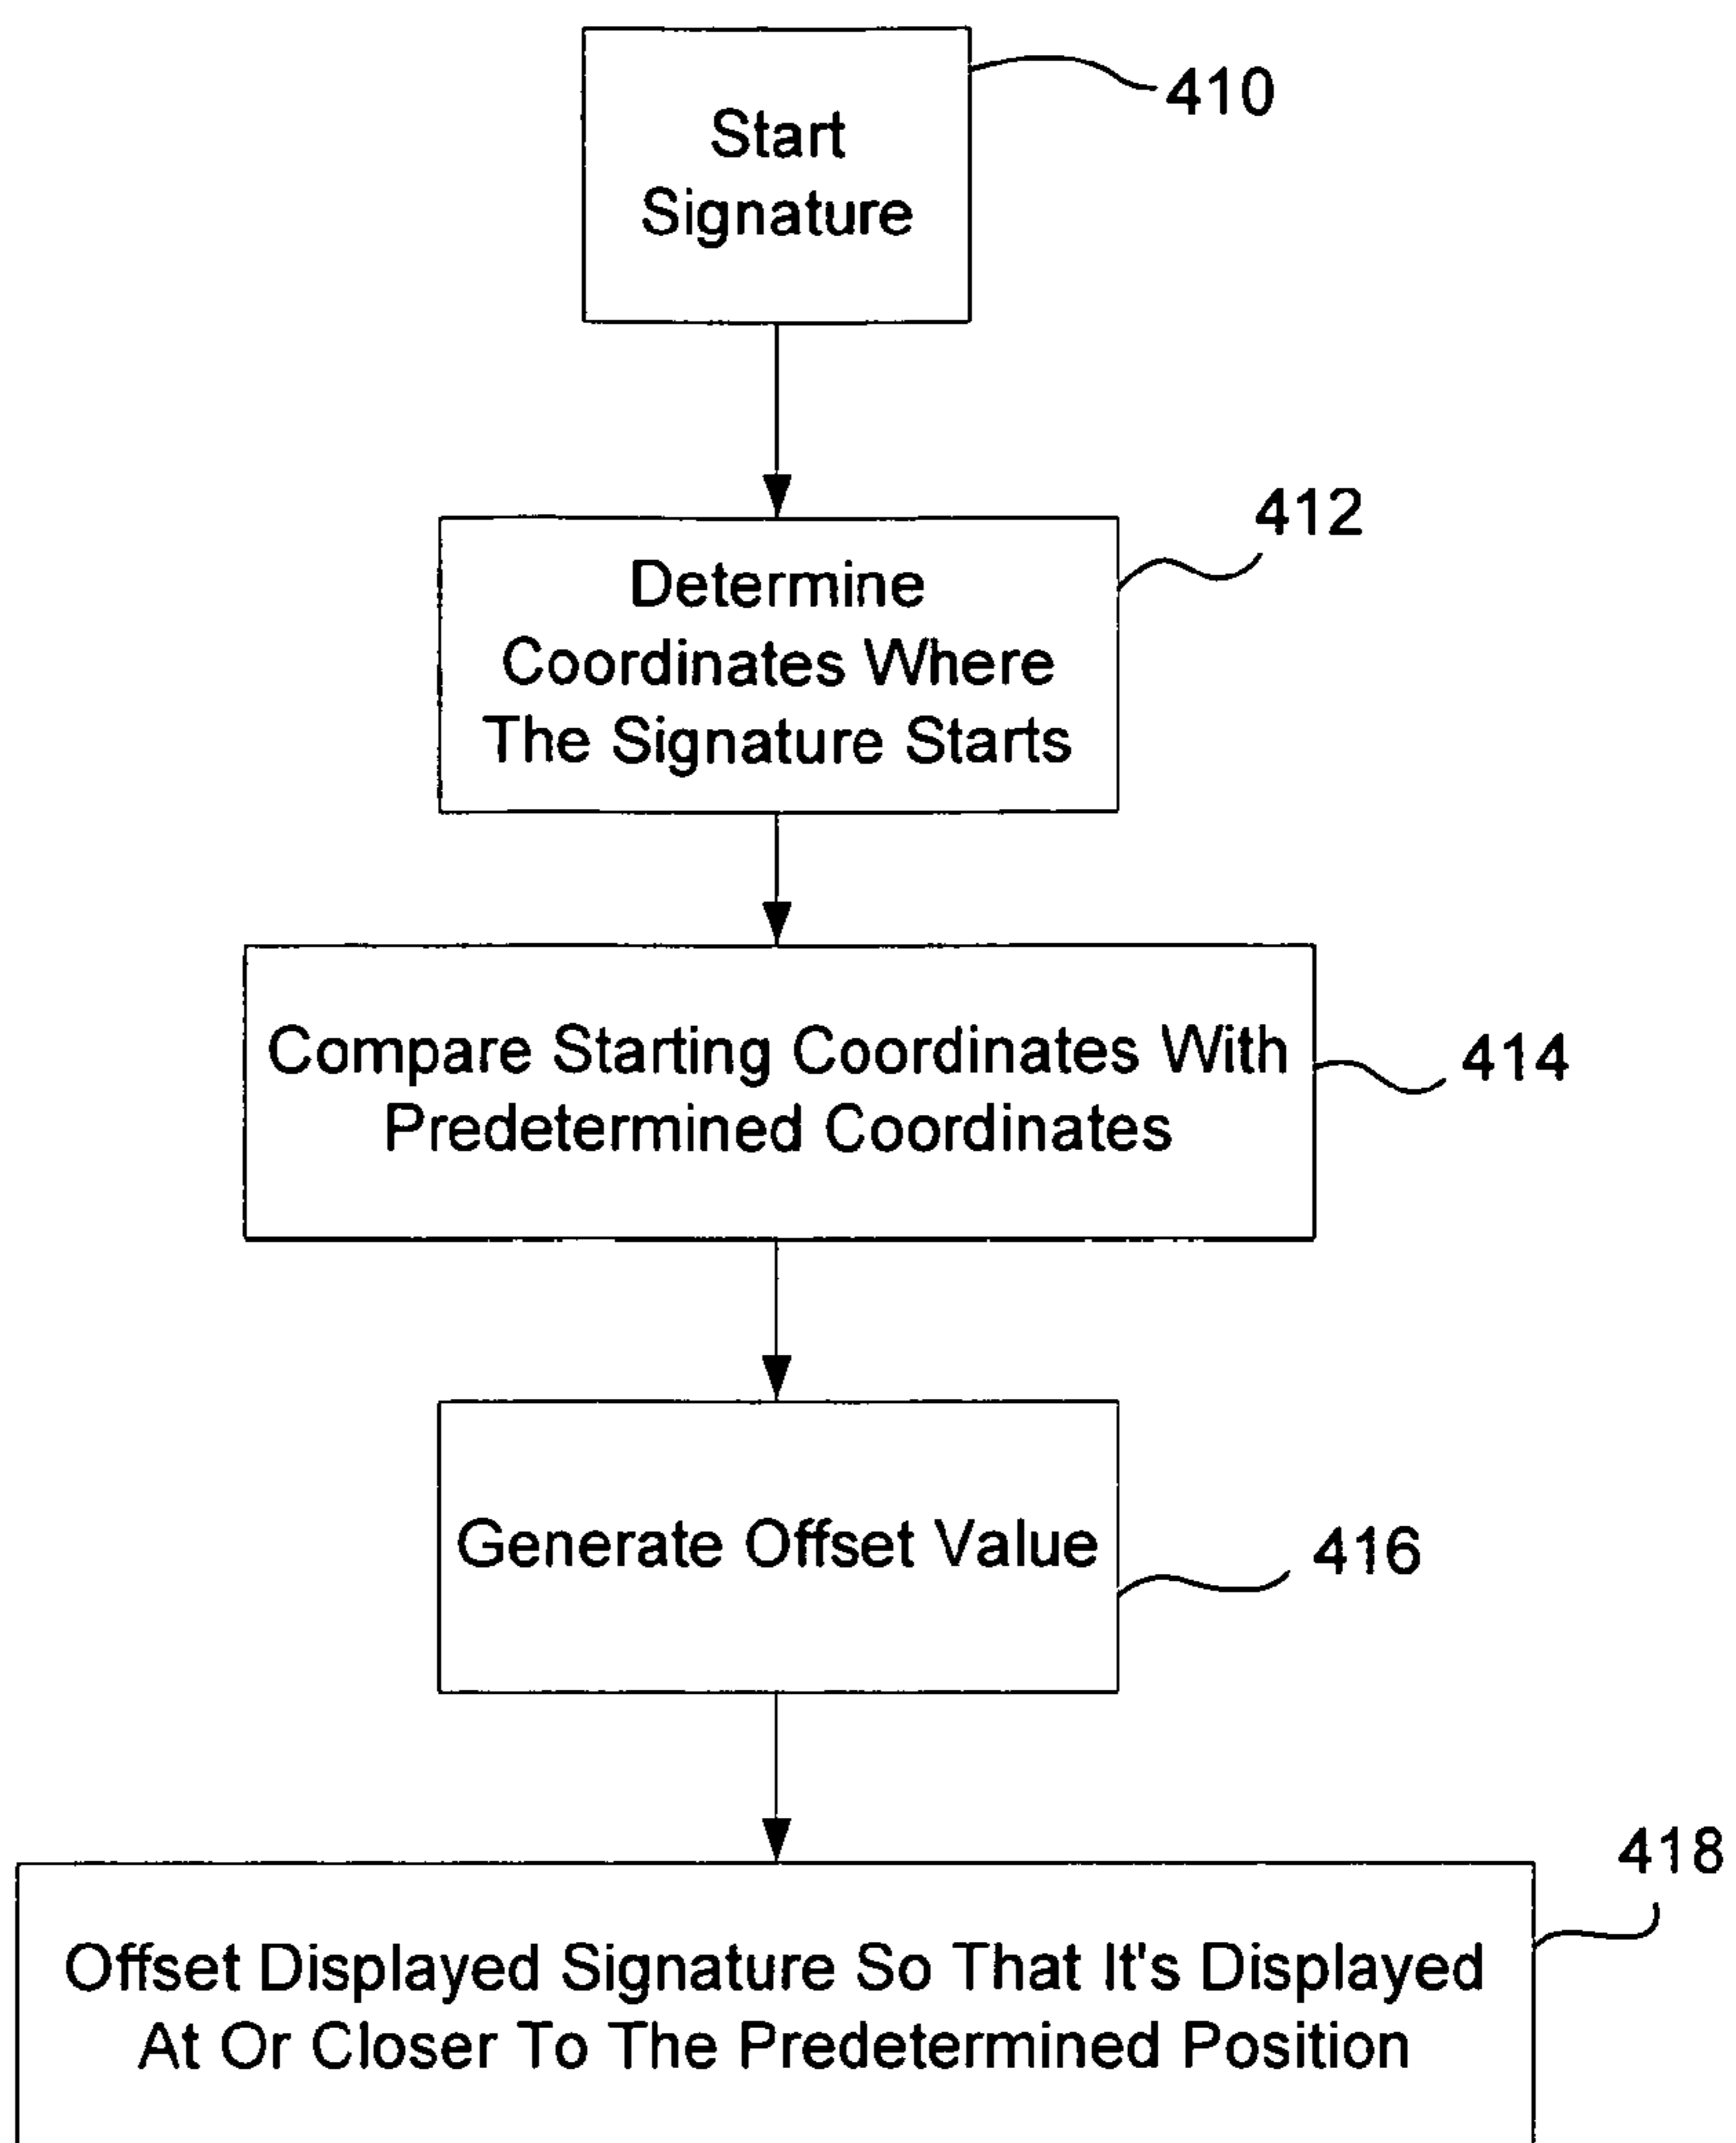 Start
Signature
410
Determine
Coordinates Where
The Signature Starts
412
Compare Starting Coordinates With
Predetermined Coordinates
414
Generate Offset Value
416
Offset Displayed Signature So That It's Displayed
At Or Closer To The Predetermined Position
418